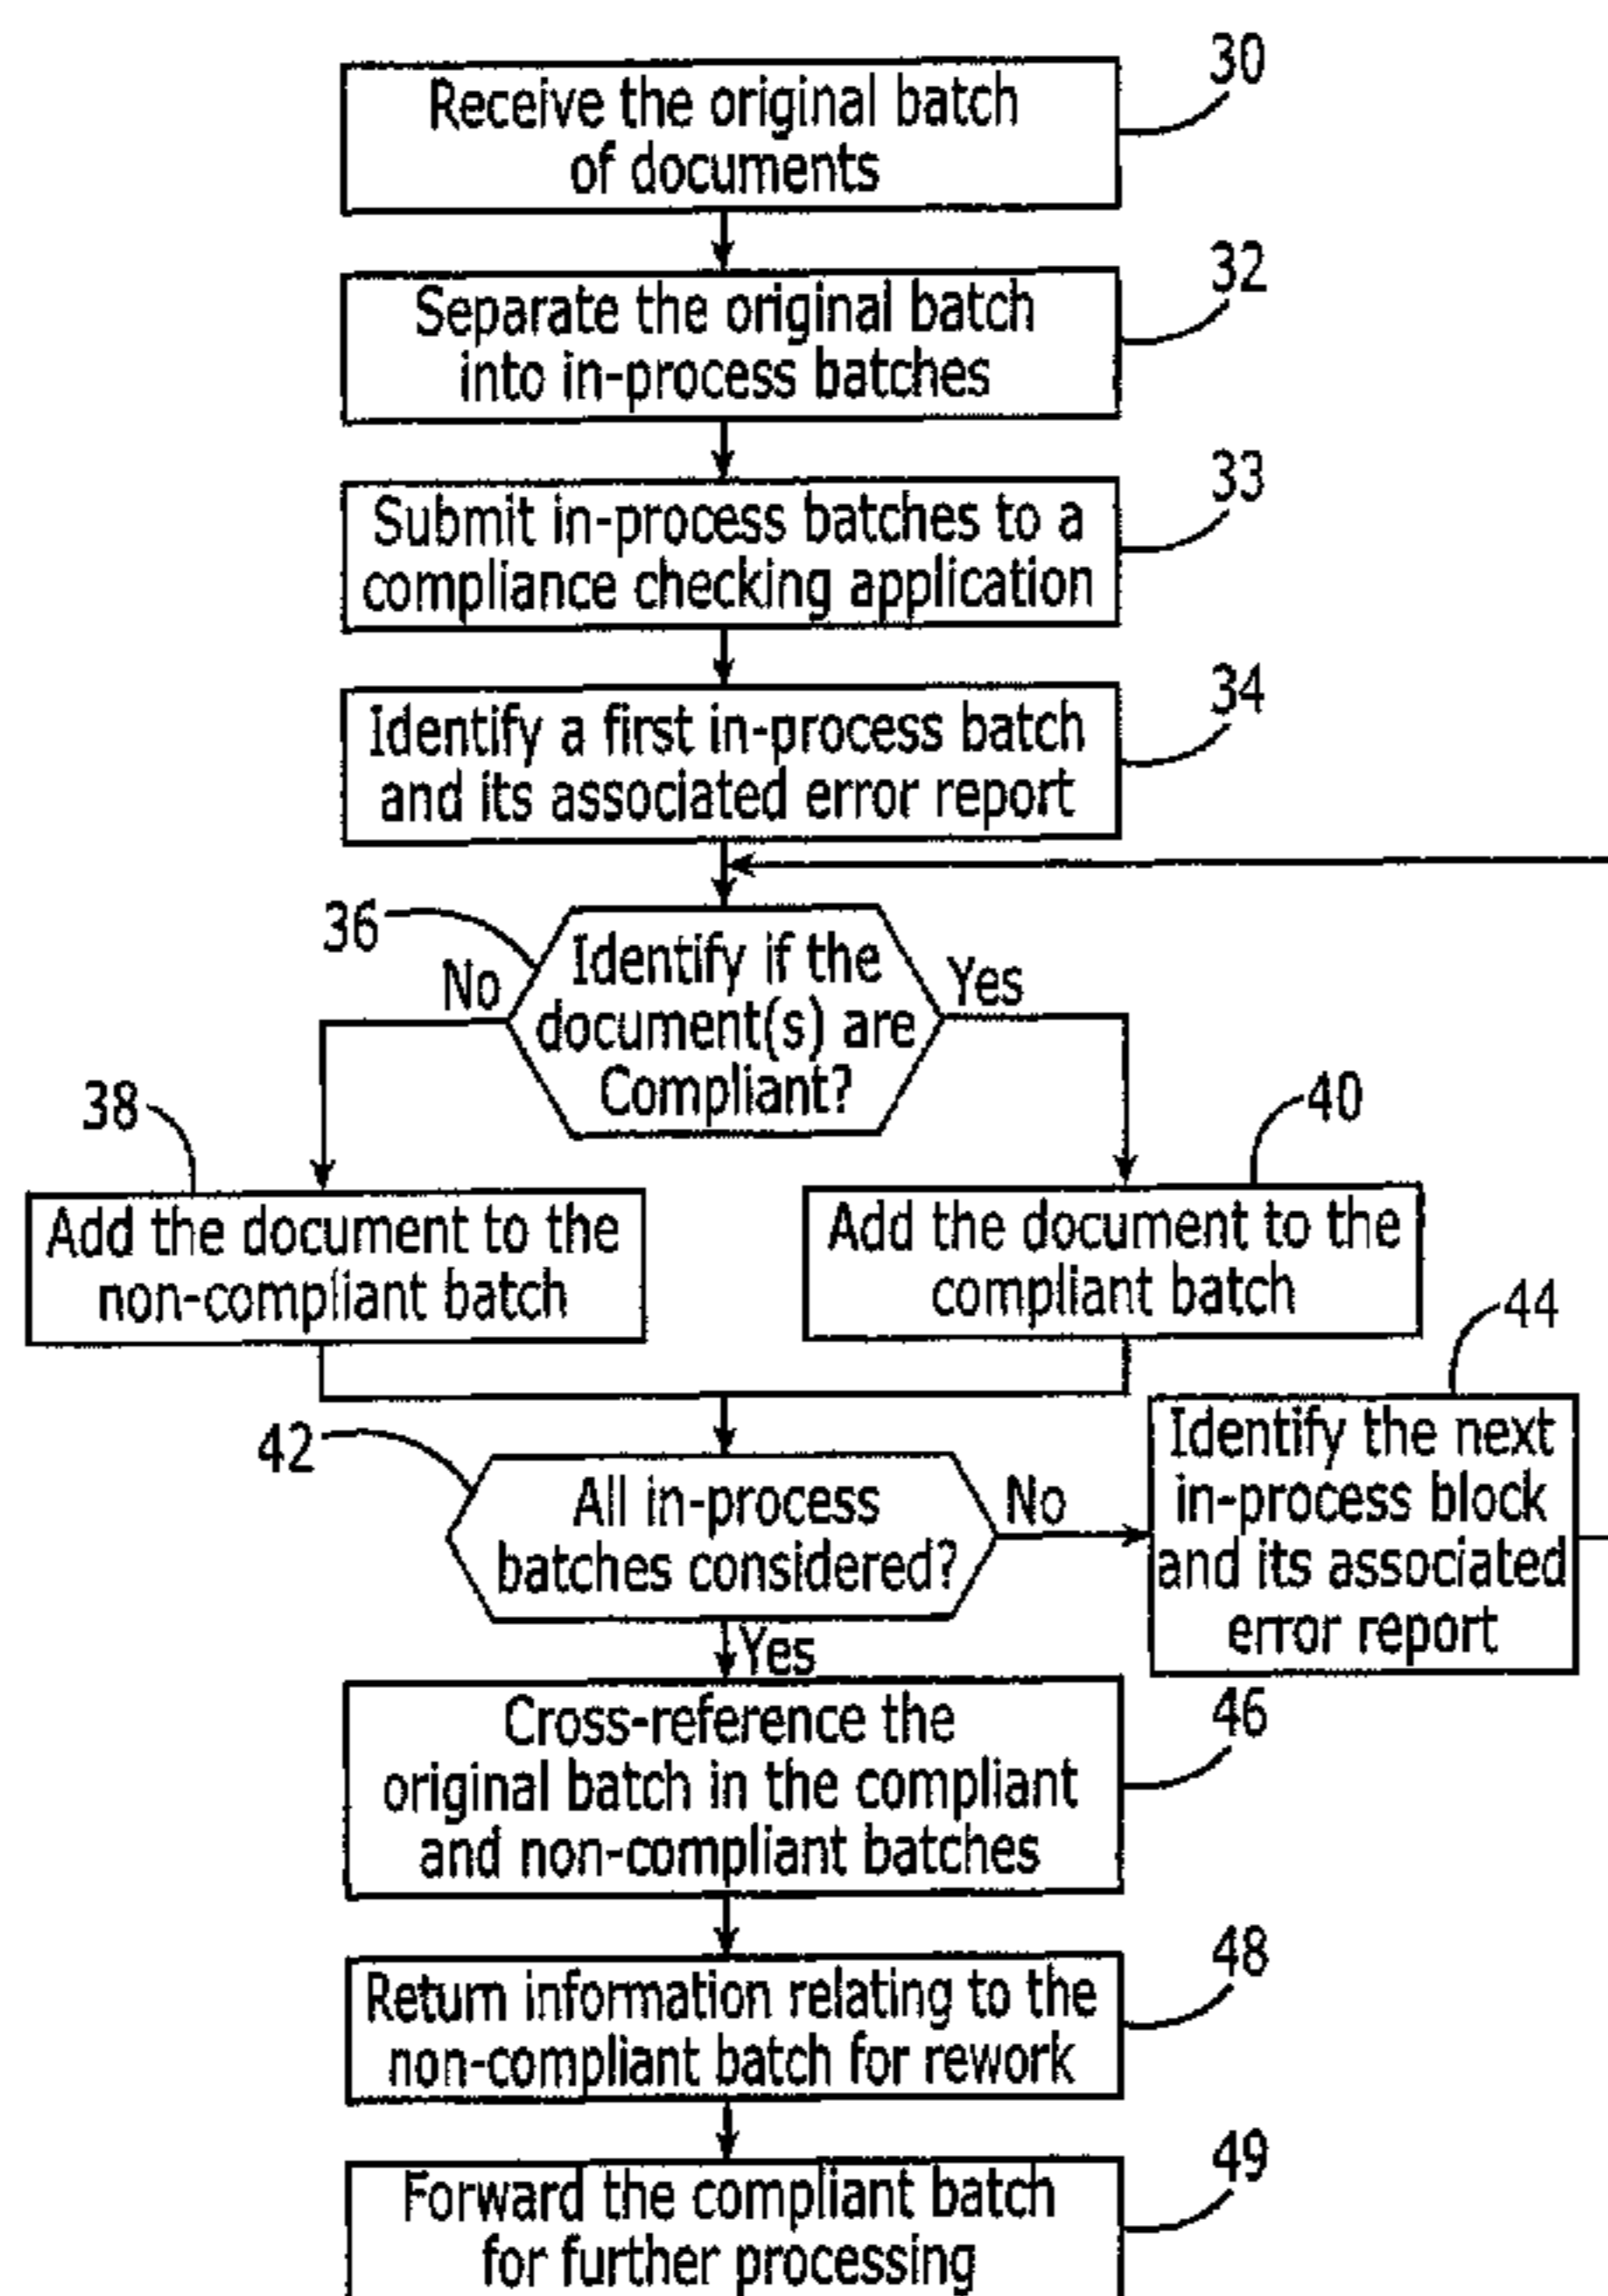 30
Receive the original batch
of documents
32
Separate the original batch
into in-process batches
33
Submit in-process batches to a
compliance checking application
34
Identify a first in-process batch
and its associated error report
36
No
Identify if the
document(s) are
Compliant?
Yes
38
Add the document to the
non-compliant batch
40
Add the document to the
compliant batch
42
All in-process
batches considered?
No
44
Identify the next
in-process block
and its associated
error report
Yes
46
Cross-reference the
original batch in the compliant
and non-compliant batches
48
Return information relating to the
non-compliant batch for rework
49
Forward the compliant batch
for further processing